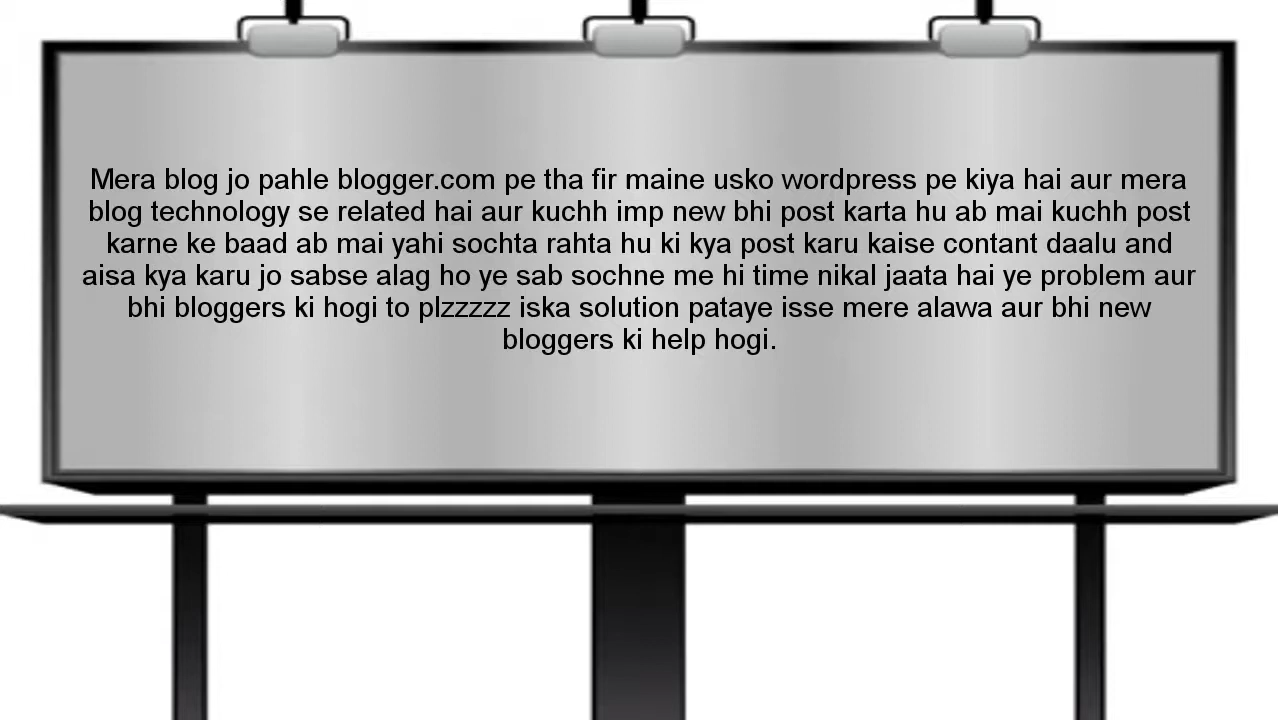 Mera blog jo pahle blogger.com pe tha fir maine usko wordpress pe kiya hai aur mera
blog technology se related hai aur kuchh imp new bhi post karta hu ab mai kuchh post
karne ke baad ab mai yahi sochta rahta hu ki kya post karu kaise contant daalu and
aisa kya karu jo sabse alag ho ye sab sochne me hi time nikal jaata hai ye problem aur
bhi bloggers ki hogi to plzzzzz iska solution pataye isse mere alawa aur bhi new
bloggers ki help hogi.